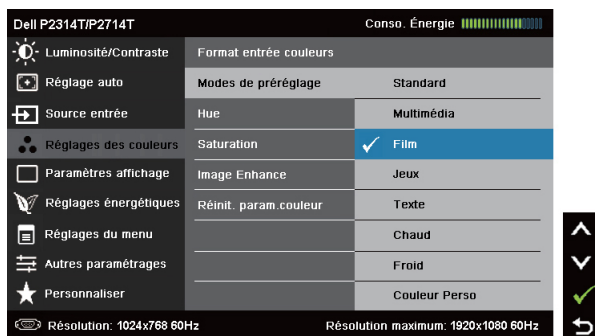 Dell P2314T/P2714T Conso. Énergie
Luminosité/Contraste Format entrée couleurs
Réglage auto Modes de préréglage Standard
Source entrée Hue Multimédia
Réglages des couleurs Saturation Film
Paramètres affichage Image Enhance Jeux
Réglages énergétiques Réinit. param.couleur Texte
Réglages du menu Chaud
Autres paramétrages Froid
Personnaliser Couleur Perso
Résolution: 1024x768 60Hz Résolution maximum: 1920x1080 60Hz